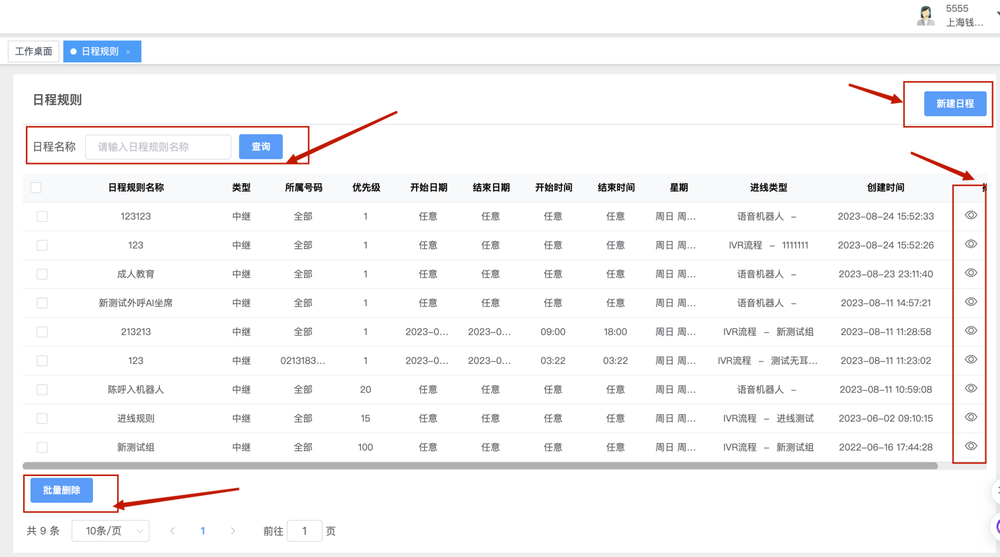 5555
上海钱...
工作桌面 日程规则 ×
日程规则
新建日程
日程名称 请输入日程规则名称 查询
日程规则名称 类型 所属号码 优先级 开始日期 结束日期 开始时间 结束时间 星期 进线类型 创建时间
123123 中继 全部 1 任意 任意 任意 任意 周日 周... 语音机器人 – 2023-08-24 15:52:33
123 中继 全部 1 任意 任意 任意 任意 周日 周... IVR流程 – 1111111 2023-08-24 15:52:26
成人教育 中继 全部 1 任意 任意 任意 任意 周日 周... 语音机器人 – 2023-08-23 23:11:40
新测试外呼AI坐席 中继 全部 1 任意 任意 任意 任意 周日 周... 语音机器人 – 2023-08-11 14:57:21
213213 中继 全部 1 2023-0... 2023-0... 09:00 18:00 周日 周... IVR流程 – 新测试组 2023-08-11 11:28:58
123 中继 0213183... 1 2023-0... 2023-0... 03:22 03:22 周日 周... IVR流程 – 测试无耳... 2023-08-11 11:23:02
陈呼入机器人 中继 全部 20 任意 任意 任意 任意 周日 周... 语音机器人 – 2023-08-11 10:59:08
进线规则 中继 全部 15 任意 任意 任意 任意 周日 周... IVR流程 – 进线测试 2023-06-02 09:10:15
新测试组 中继 全部 100 任意 任意 任意 任意 周日 周... IVR流程 – 新测试组 2022-06-16 17:44:28
批量删除
共 9 条 10条/页 1 前往 1 页